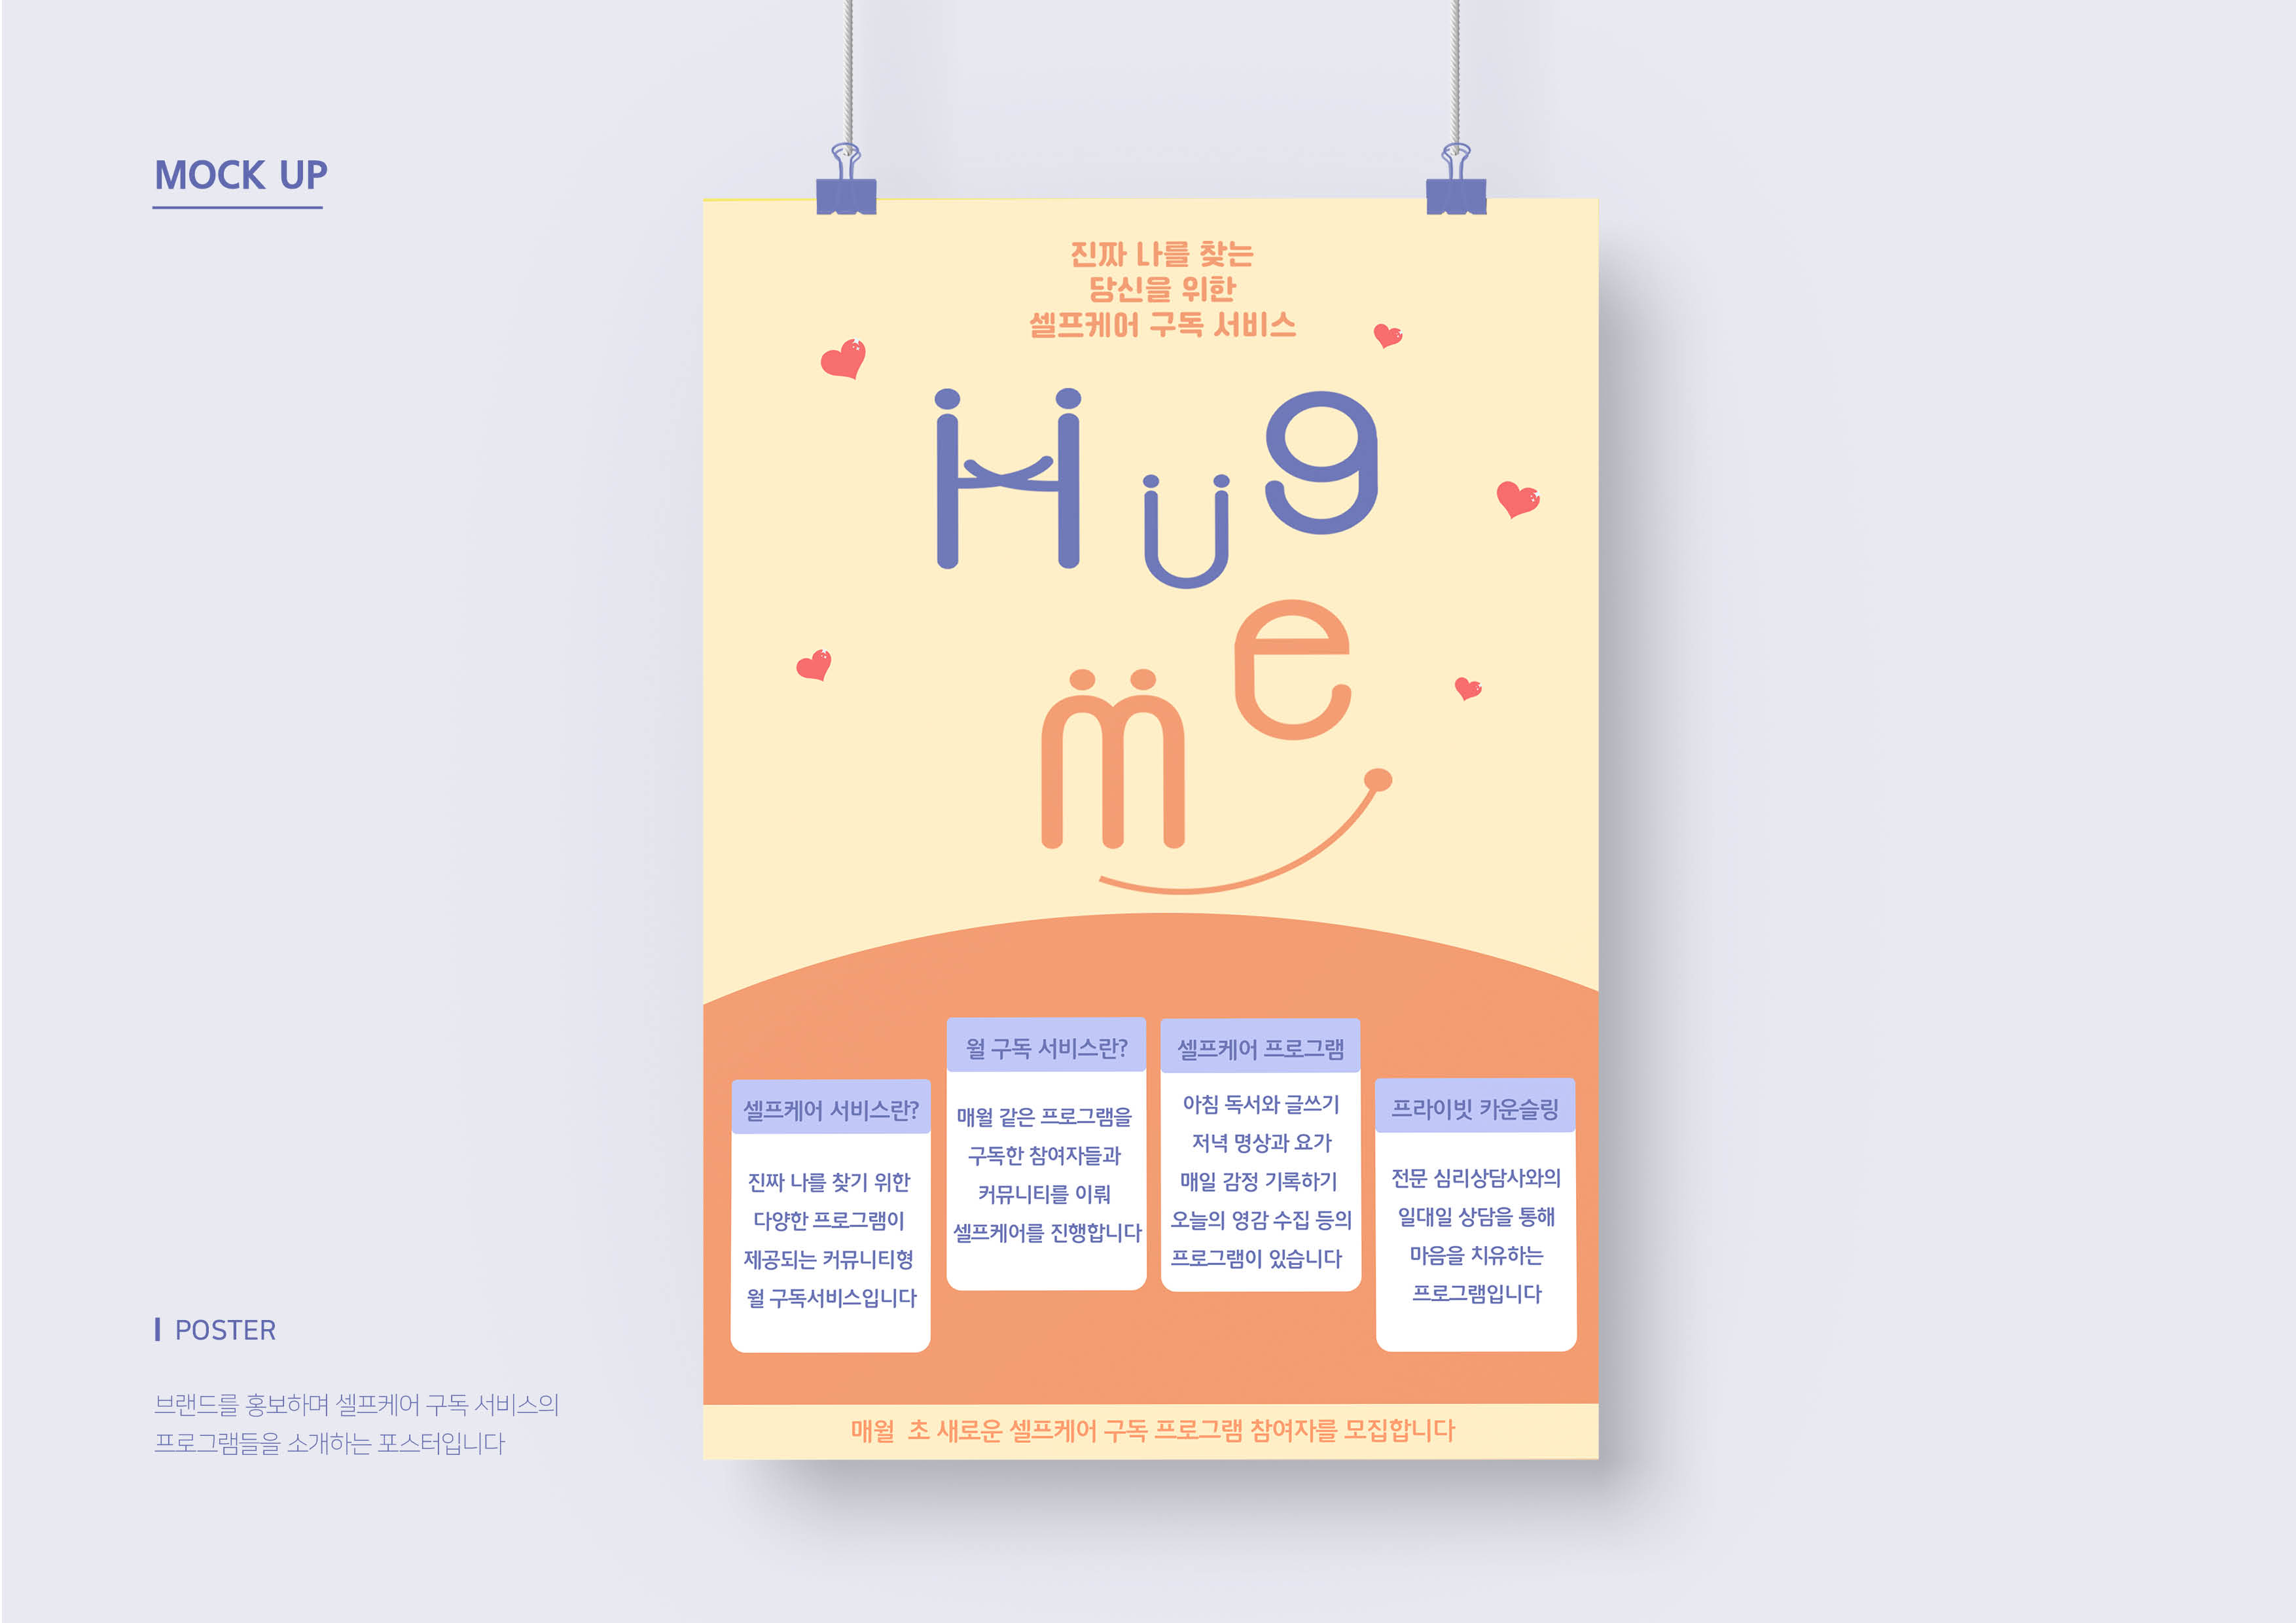 MOCK UP
진짜 나를 찾는
당신을 위한
셀프케어 구독 서비스
Hug
me
셀프케어 서비스란?
진짜 나를 찾기 위한
다양한 프로그램이
제공되는 커뮤니티형
월 구독서비스입니다
월 구독 서비스란?
매월 같은 프로그램을
구독한 참여자들과
커뮤니티를 이뤄
셀프케어를 진행합니다
셀프케어 프로그램
아침 독서와 글쓰기
저녁 명상과 요가
매일 감정 기록하기
오늘의 영감 수집 등의
프로그램이 있습니다
프라이빗 카운슬링
전문 심리상담사와의
일대일 상담을 통해
마음을 치유하는
프로그램입니다
매월 초 새로운 셀프케어 구독 프로그램 참여자를 모집합니다
POSTER
브랜드를 홍보하며 셀프케어 구독 서비스의
프로그램들을 소개하는 포스터입니다